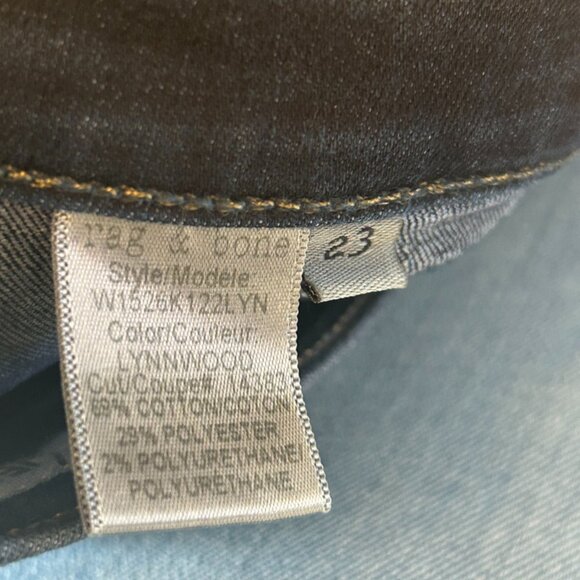 rag & bone
Style/Modele:
W1525K122LYN
Color/Couleur:
LYNNWOOD
Cut/Coupe#: 14383
69% COTTON/COTON
29% POLYESTER
2% POLYURETHANE/
POLYURETHANE
23